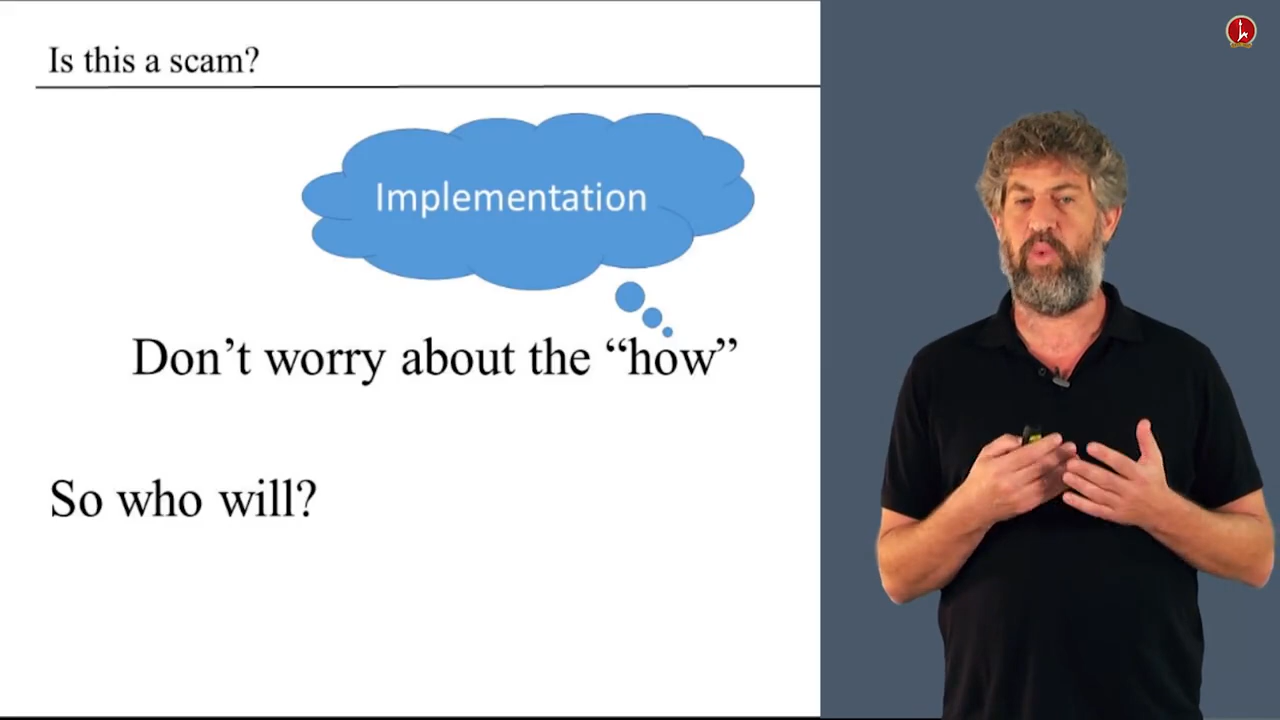 Is this a scam?
Implementation
Don’t worry about the “how”
So who will?